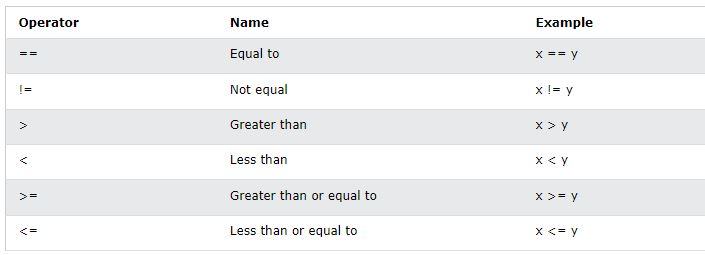 Operator Name Example
== Equal to x == y
!= Not equal x != y
> Greater than x > y
< Less than x < y
>= Greater than or equal to x >= y
<= Less than or equal to x <= y